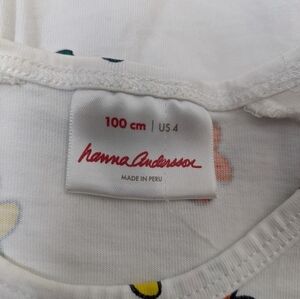 100 cm | US 4
hanna Andersson
MADE IN PERU